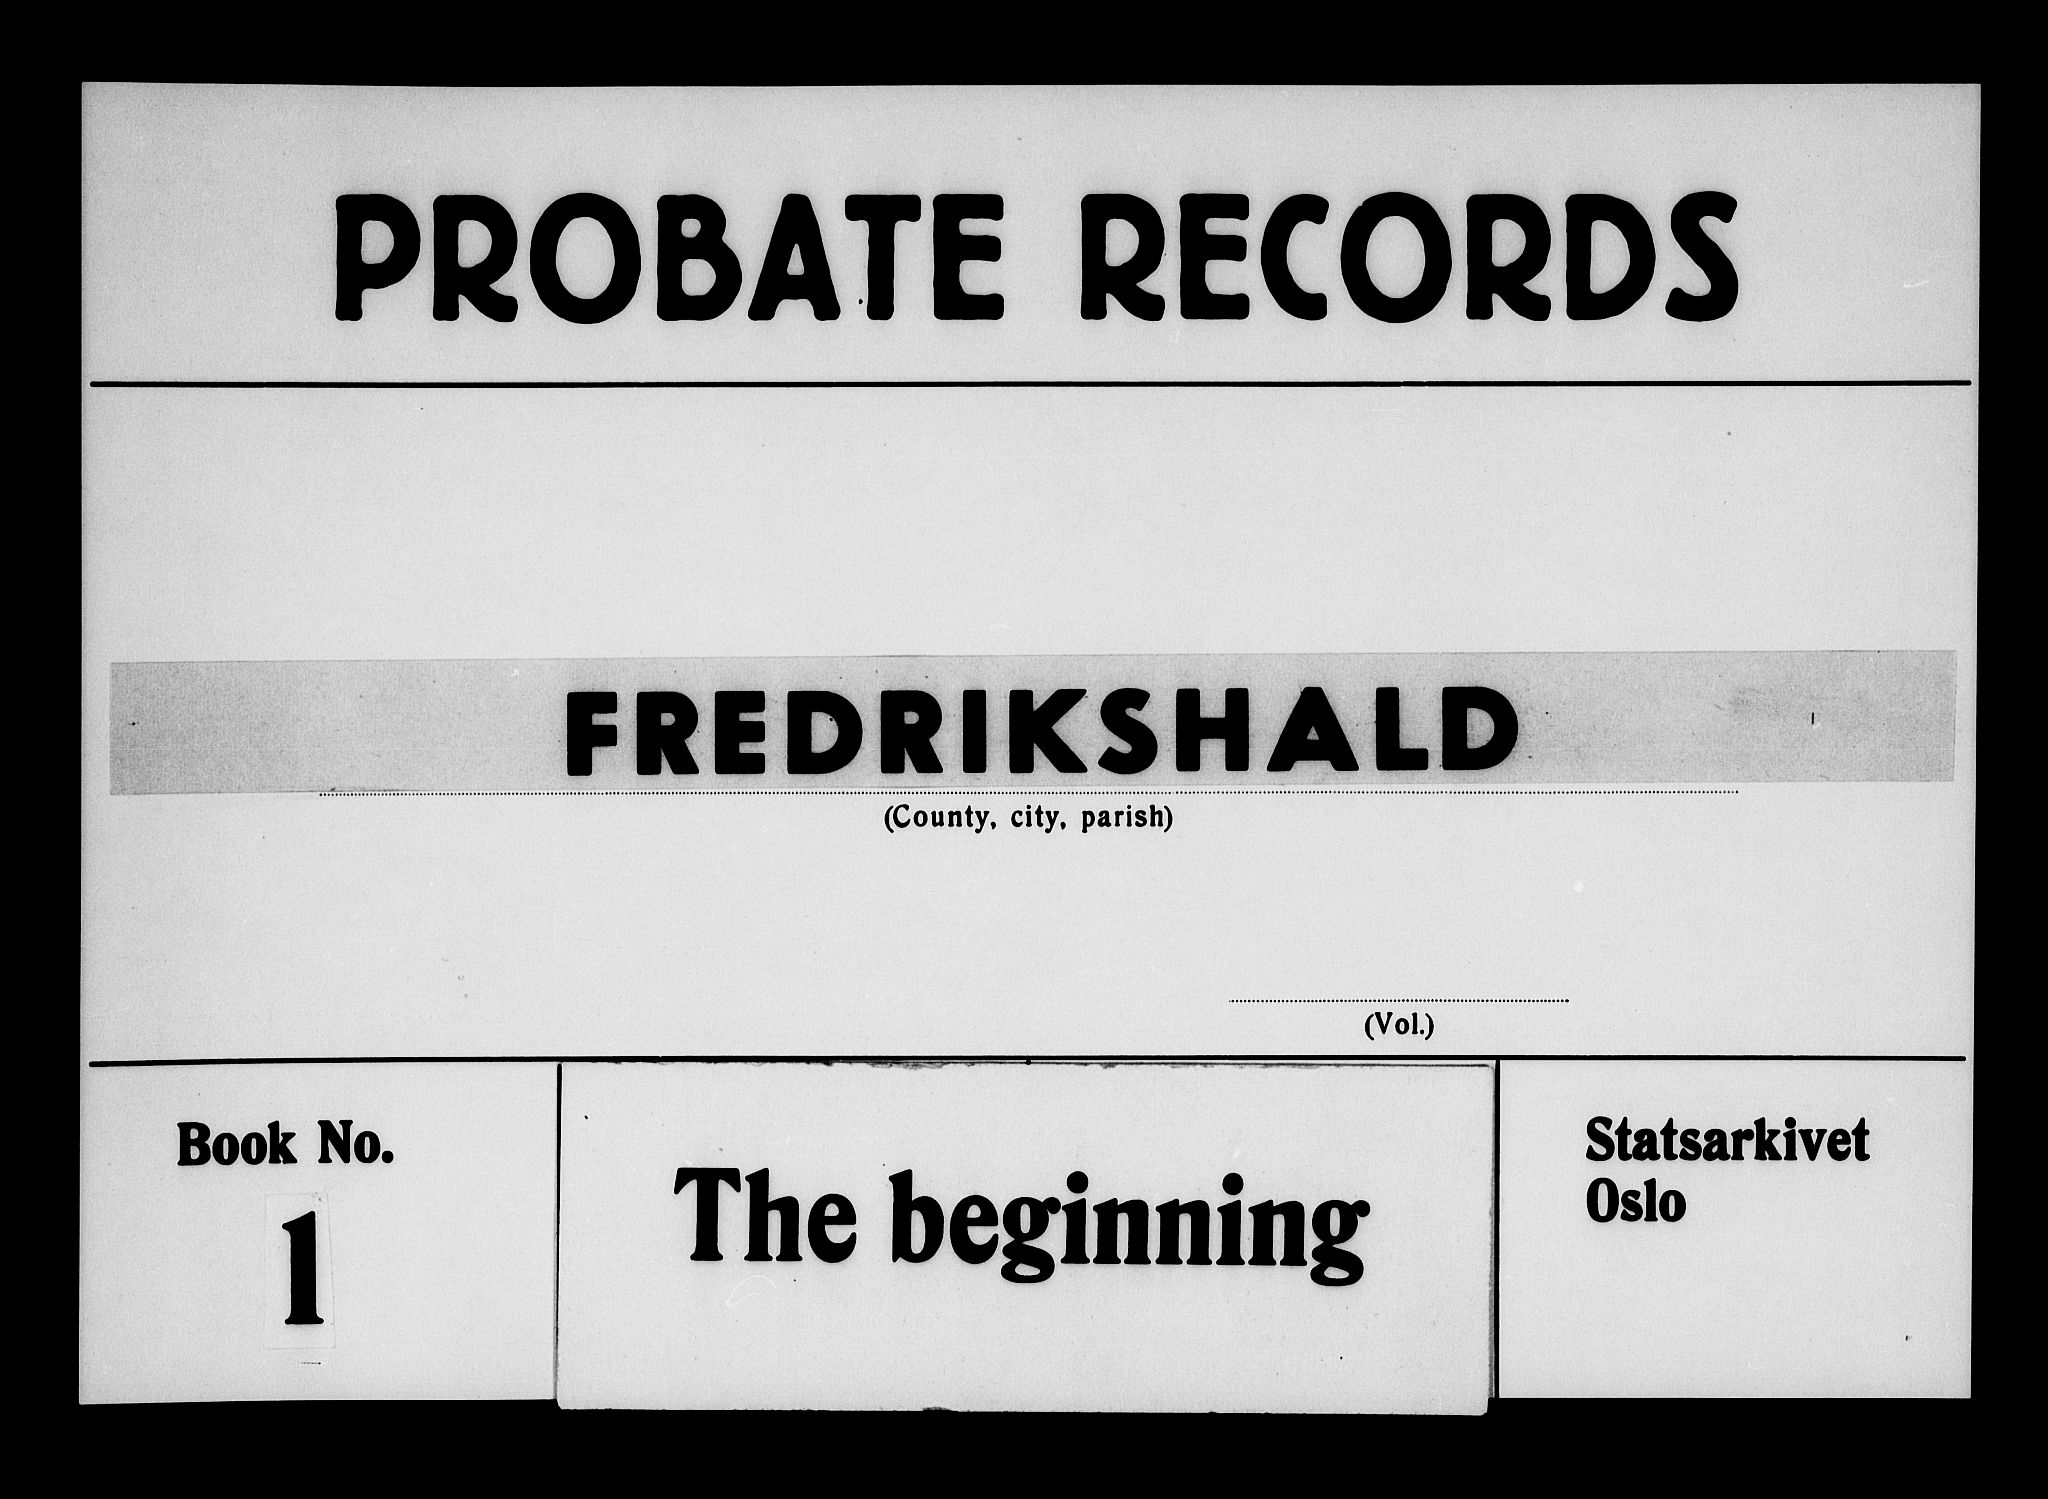 PROBATE RECORDS
FREDRIKSHALD
(County, city, parish)
(Vol.)
Book No.
1
The beginning
Statsarkivet
Oslo